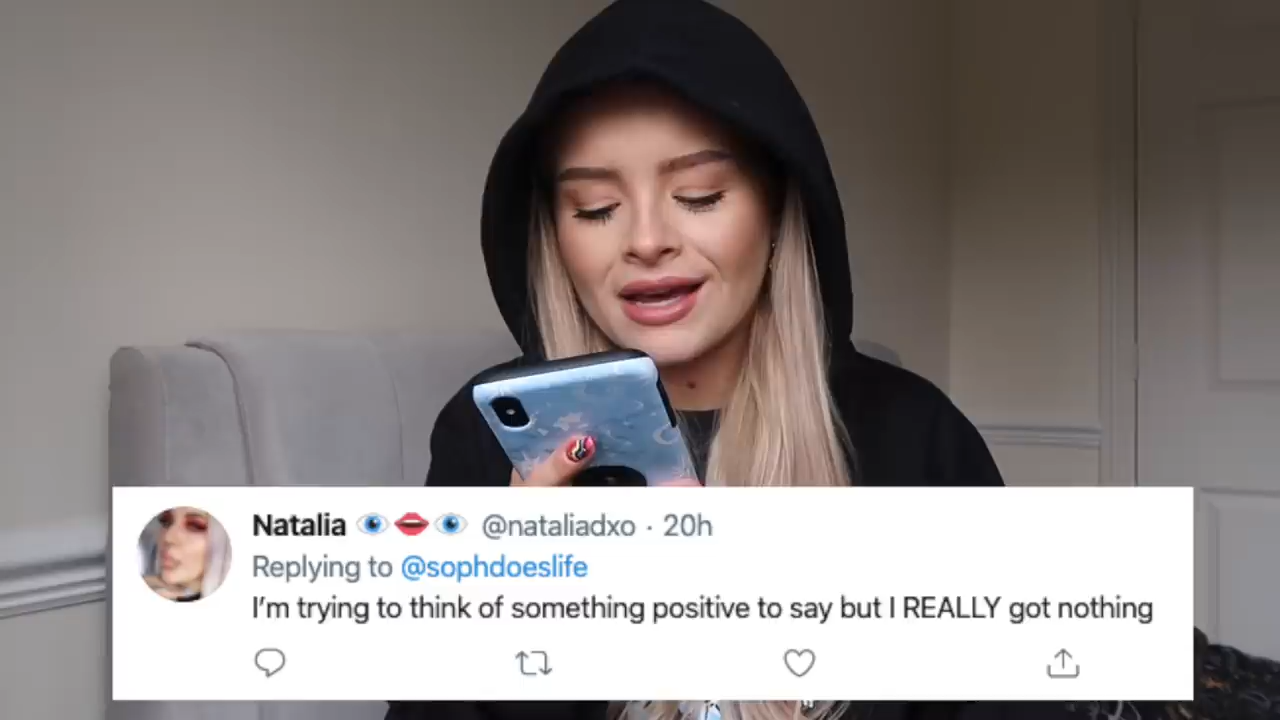 Natalia 👁️👄👁️ @nataliadxo · 20h
Replying to @sophdoeslife
I'm trying to think of something positive to say but I REALLY got nothing